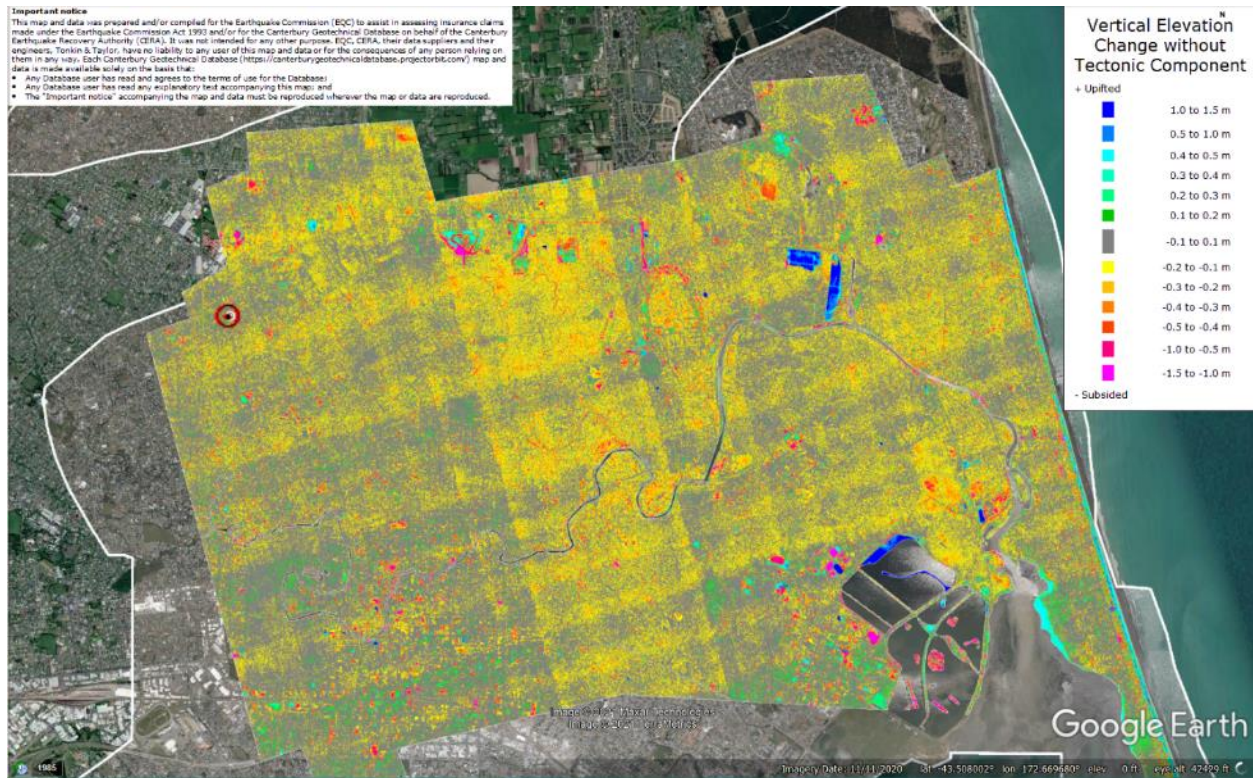 Important notice
This map and data was prepared and/or compiled for the Earthquake Commission (EQC) to assist in assessing insurance claims
made under the Earthquake Commission Act 1993 and/or for the Canterbury Geotechnical Database on behalf of the Canterbury
Earthquake Recovery Authority (CERA). It was not intended for any other purpose. EQC, CERA, their data suppliers and their
engineers, Tonkin & Taylor, have no liability to any user of this map and data or for the consequences of any person relying on
them in any way. Each Canterbury Geotechnical Database (https://canterburygeotechnicaldatabase.projectorbit.com/) map and
data is made available solely on the basis that:
• Any Database user has read and agrees to the terms of use for the Database;
• Any Database user has read any explanatory text accompanying this map; and
• The "Important notice" accompanying the map and data must be reproduced wherever the map or data are reproduced.
N
Vertical Elevation
Change without
Tectonic Component
+ Uplifted
1.0 to 1.5 m
0.5 to 1.0 m
0.4 to 0.5 m
0.3 to 0.4 m
0.2 to 0.3 m
0.1 to 0.2 m
-0.1 to 0.1 m
-0.2 to -0.1 m
-0.3 to -0.2 m
-0.4 to -0.3 m
-0.5 to -0.4 m
-1.0 to -0.5 m
-1.5 to -1.0 m
- Subsided
Technologies
Google Earth
1985
Imagery Date: 11/11/2020 lat -43.508002° lon 172.669680° elev 0 ft eye alt 42429 ft